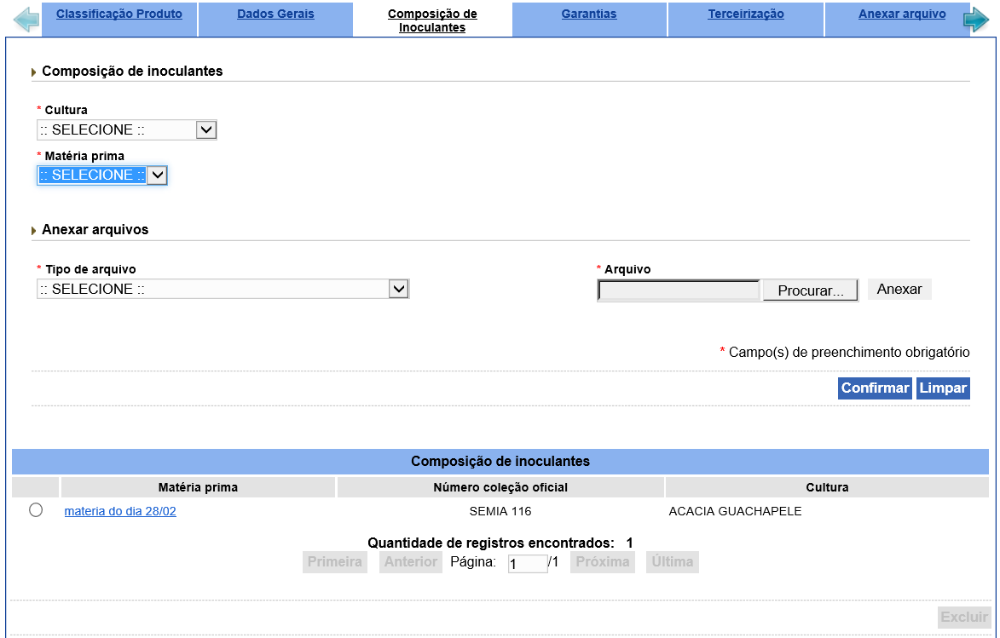 Classificação Produto
Dados Gerais
Composição de
Inoculantes
Garantias
Terceirização
Anexar arquivo
Composição de inoculantes
* Cultura
:: SELECIONE ::
* Matéria prima
:: SELECIONE ::
Anexar arquivos
* Tipo de arquivo
:: SELECIONE ::
* Arquivo
Procurar...
Anexar
* Campo(s) de preenchimento obrigatório
Confirmar
Limpar
Composição de inoculantes
Matéria prima
Número coleção oficial
Cultura
materia do dia 28/02
SEMIA 116
ACACIA GUACHAPELE
Quantidade de registros encontrados: 1
Primeira Anterior Página: 1 /1 Próxima Última
Excluir